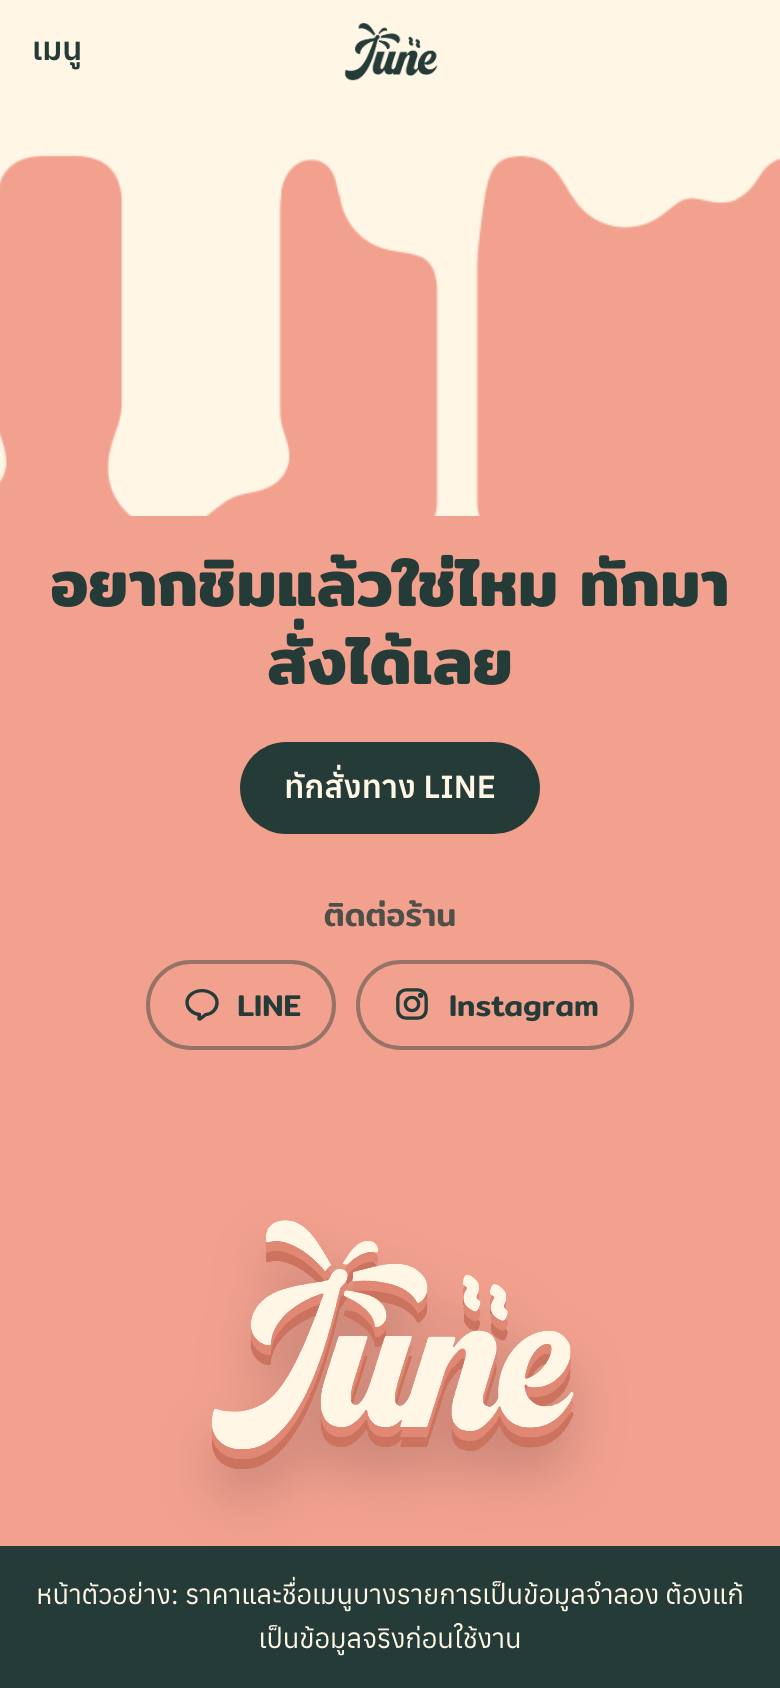 เมนู
June
อยากชิมแล้วใช่ไหม ทักมา
สั่งได้เลย
ทักสั่งทาง LINE
ติดต่อร้าน
LINE
Instagram
June
หน้าตัวอย่าง: ราคาและชื่อเมนูบางรายการเป็นข้อมูลจำลอง ต้องแก้
เป็นข้อมูลจริงก่อนใช้งาน